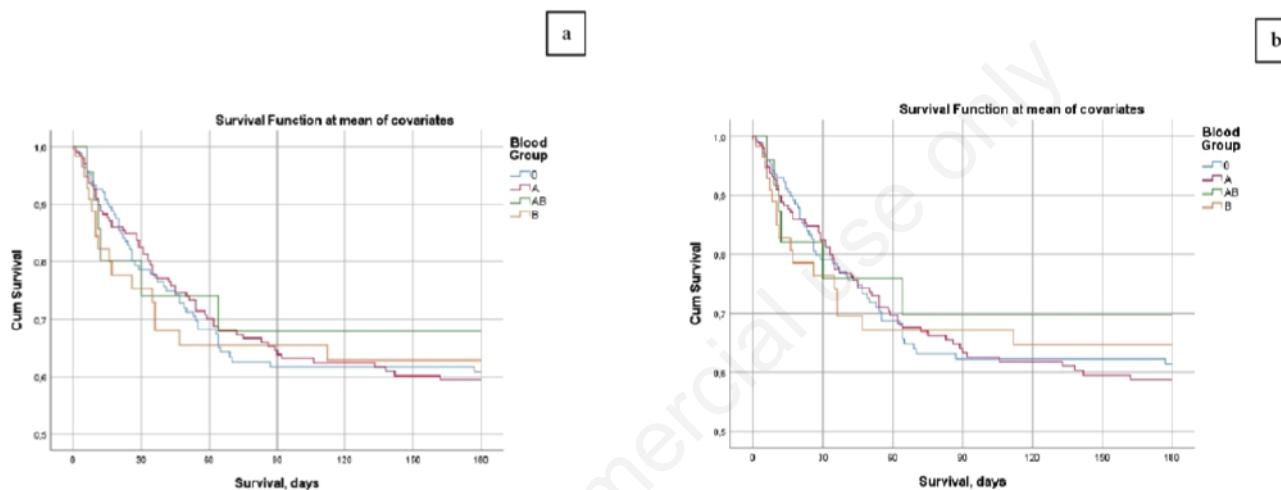 a
Survival Function at mean of covariates
Blood
Group
0
A
AB
B
1,0
0,9
0,8
0,7
0,6
0,5
Cum Survival
0
30
60
90
120
150
180
Survival, days
b
Survival Function at mean of covariates
Blood
Group
0
A
AB
B
1,0
0,9
0,8
0,7
0,6
0,5
Cum Survival
0
30
60
90
120
150
180
Survival, days
mercial use only